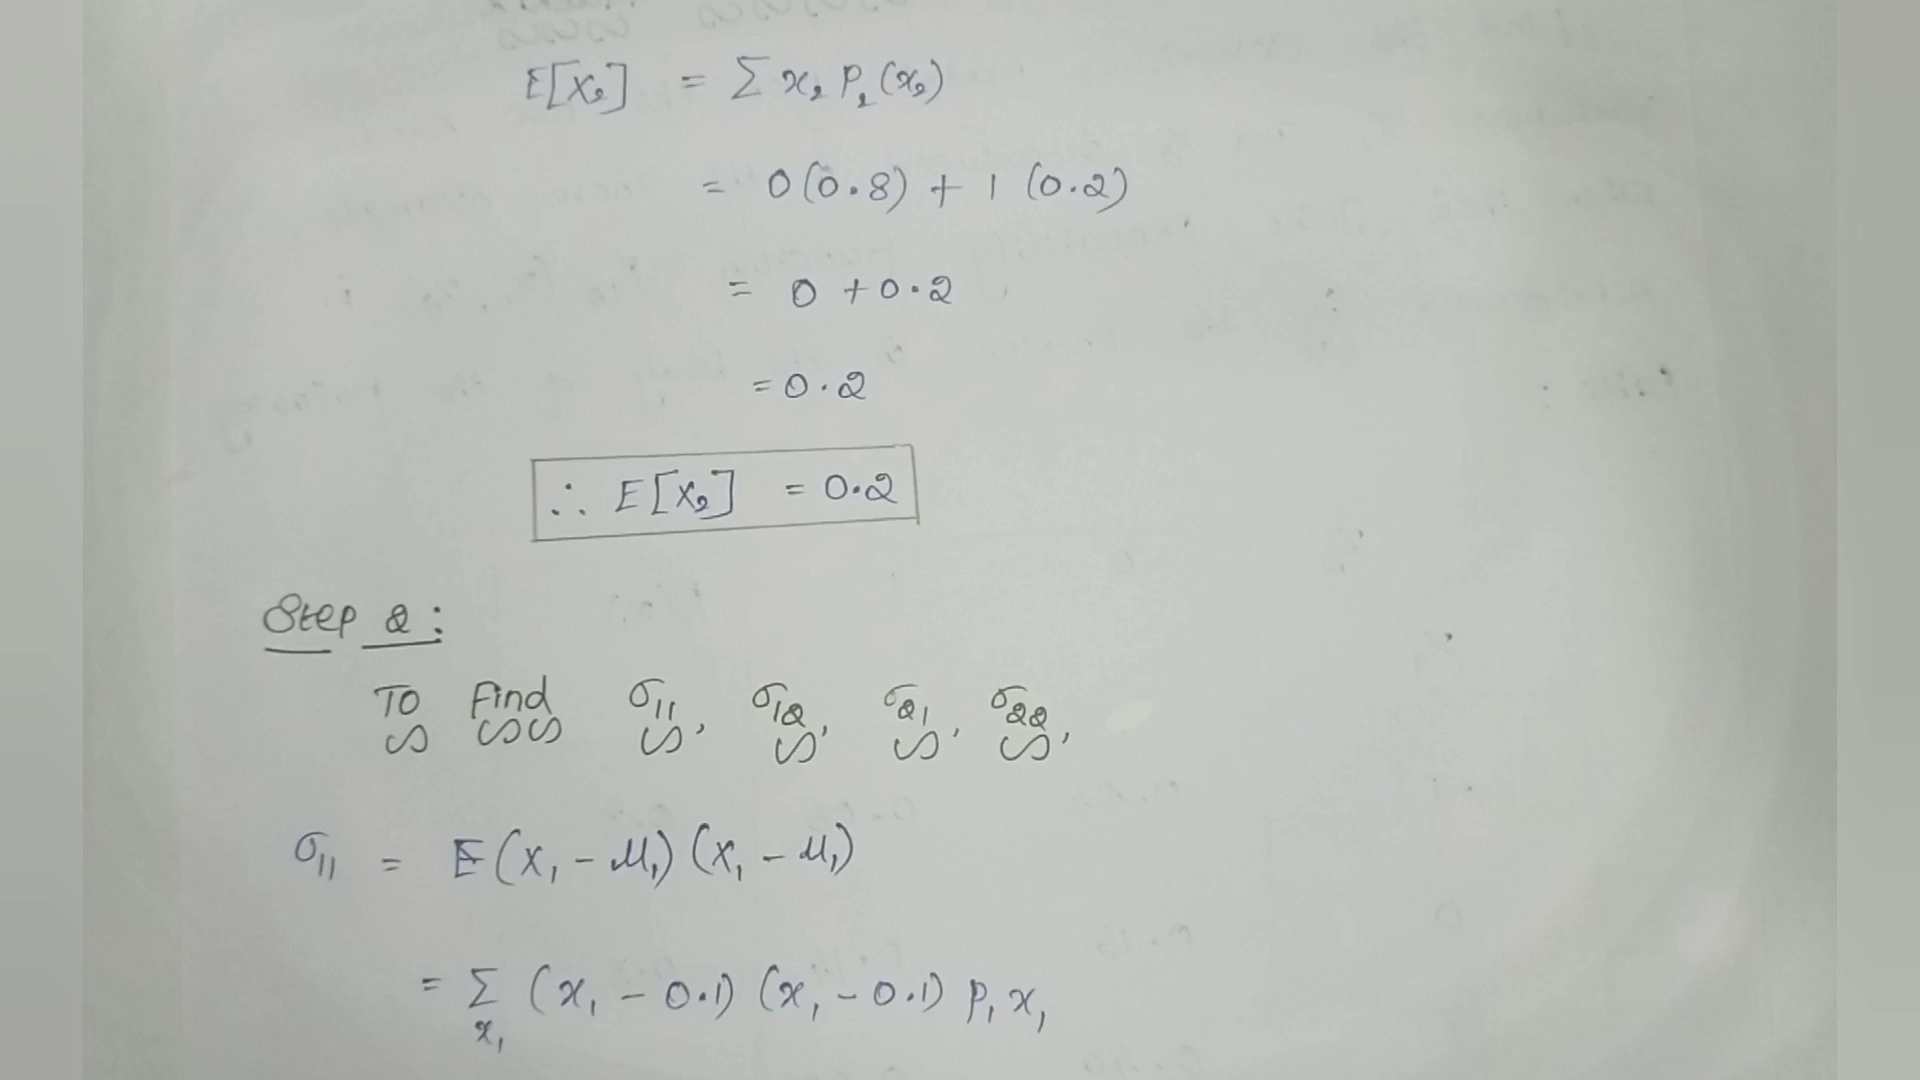 E[X₂] = Σ x₂ P₂(x₂)
= 0(0.8) + 1(0.2)
= 0 + 0.2
= 0.2
∴ E[X₂] = 0.2
Step 2:
To Find σ₁₁, σ₁₂, σ₂₁, σ₂₂,
σ₁₁ = E(X₁ - μ₁)(X₁ - μ₁)
= Σ (x₁ - 0.1)(x₁ - 0.1) P₁x₁
x₁